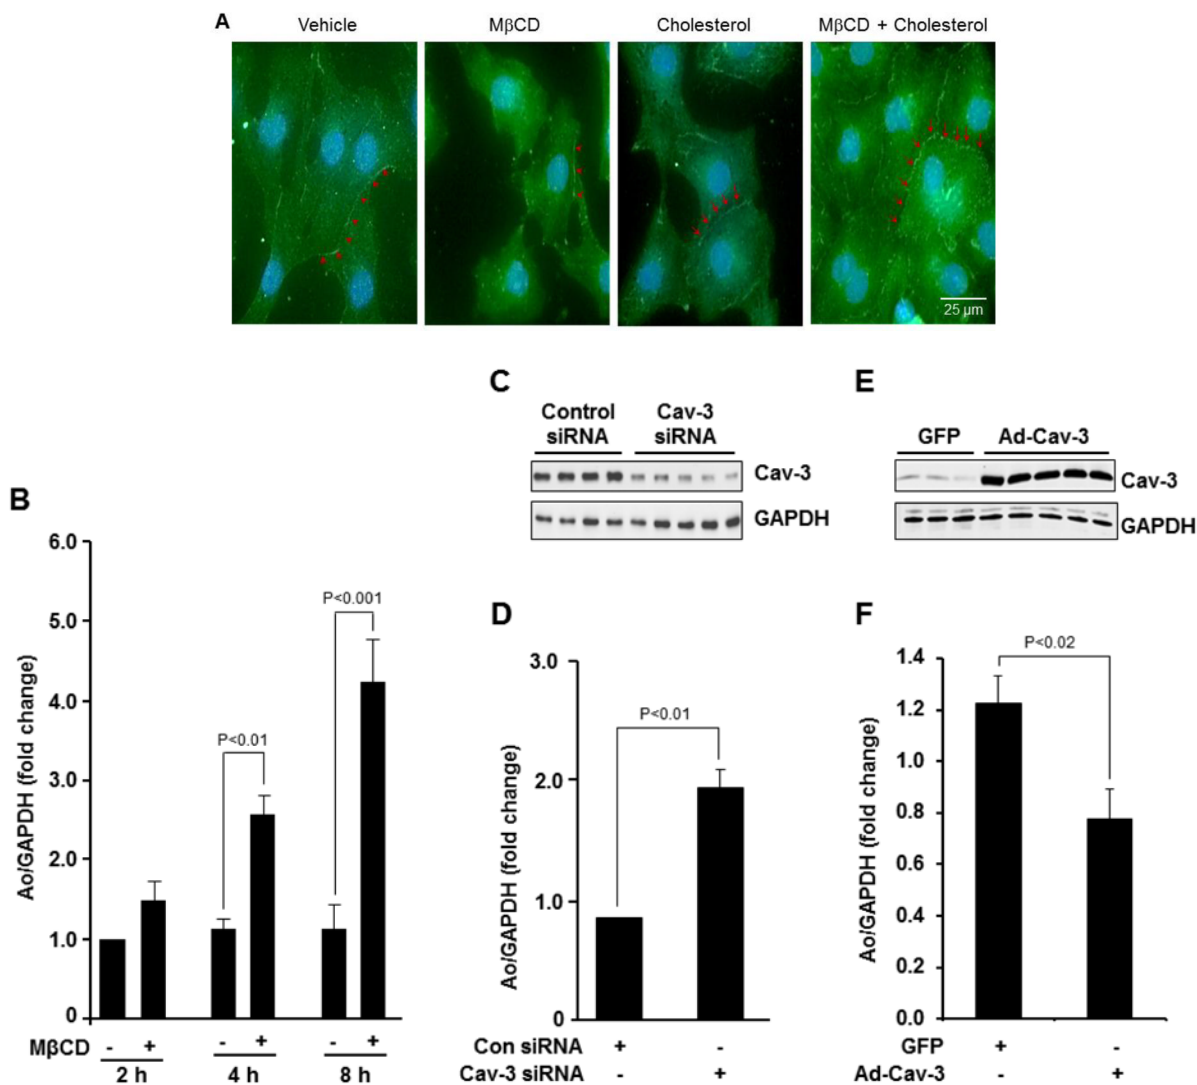 A
Vehicle
MβCD
Cholesterol
MβCD + Cholesterol
25 µm
C
Control
siRNA
Cav-3
siRNA
Cav-3
GAPDH
E
GFP
Ad-Cav-3
Cav-3
GAPDH
B
6.0
5.0
4.0
3.0
2.0
1.0
0
Ao/GAPDH (fold change)
P<0.01
P<0.001
MβCD - + - + - +
2 h 4 h 8 h
D
3.0
2.0
1.0
0
Ao/GAPDH (fold change)
P<0.01
Con siRNA + -
Cav-3 siRNA - +
F
1.4
1.2
1.0
0.8
0.6
0.4
0.2
0.0
Ao/GAPDH (fold change)
P<0.02
GFP + -
Ad-Cav-3 - +